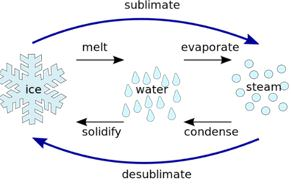 sublimate
melt
evaporate
ice
water
steam
solidify
condense
desublimate